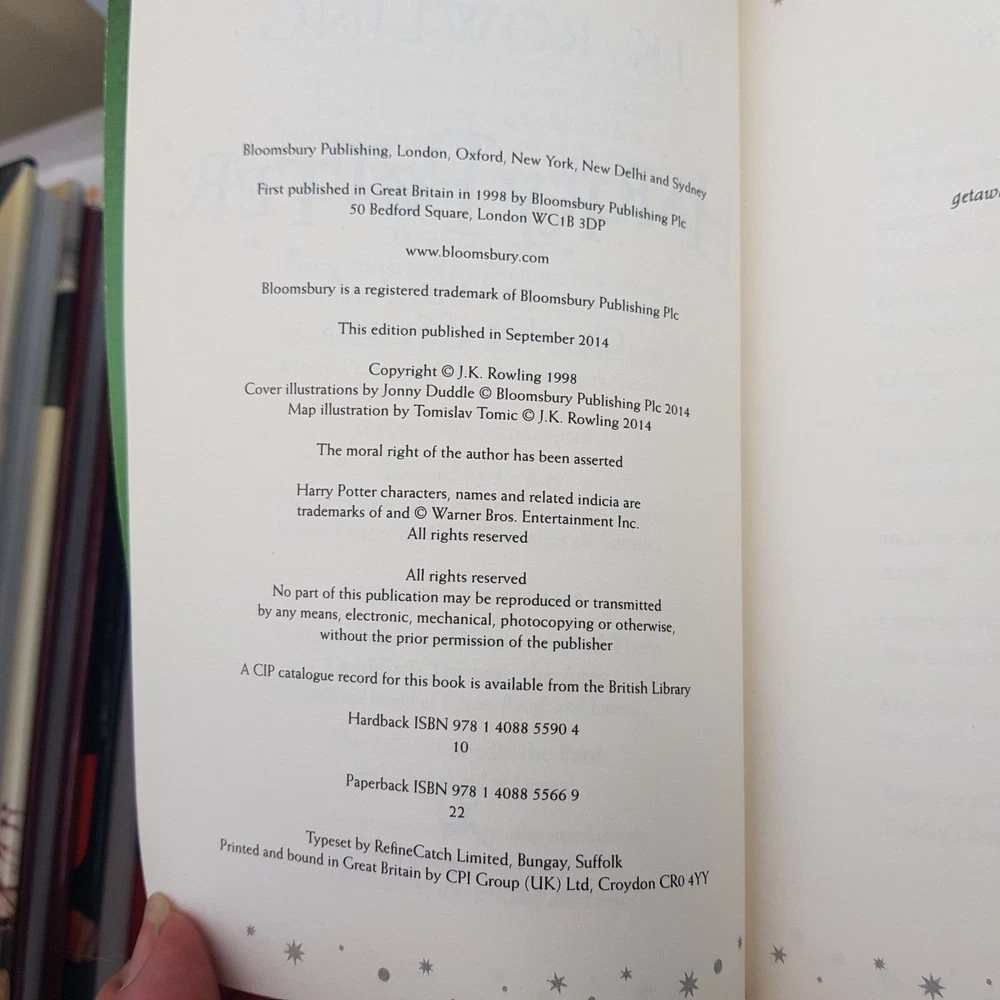 Bloomsbury Publishing, London, Oxford, New York, New Delhi and Sydney
First published in Great Britain in 1998 by Bloomsbury Publishing Plc
50 Bedford Square, London WC1B 3DP
www.bloomsbury.com
Bloomsbury is a registered trademark of Bloomsbury Publishing Plc
This edition published in September 2014
Copyright © J.K. Rowling 1998
Cover illustrations by Jonny Duddle © Bloomsbury Publishing Plc 2014
Map illustration by Tomislav Tomic © J.K. Rowling 2014
The moral right of the author has been asserted
Harry Potter characters, names and related indicia are
trademarks of and © Warner Bros. Entertainment Inc.
All rights reserved
All rights reserved
No part of this publication may be reproduced or transmitted
by any means, electronic, mechanical, photocopying or otherwise,
without the prior permission of the publisher
A CIP catalogue record for this book is available from the British Library
Hardback ISBN 978 1 4088 5590 4
10
Paperback ISBN 978 1 4088 5566 9
22
Typeset by RefineCatch Limited, Bungay, Suffolk
Printed and bound in Great Britain by CPI Group (UK) Ltd, Croydon CR0 4YY